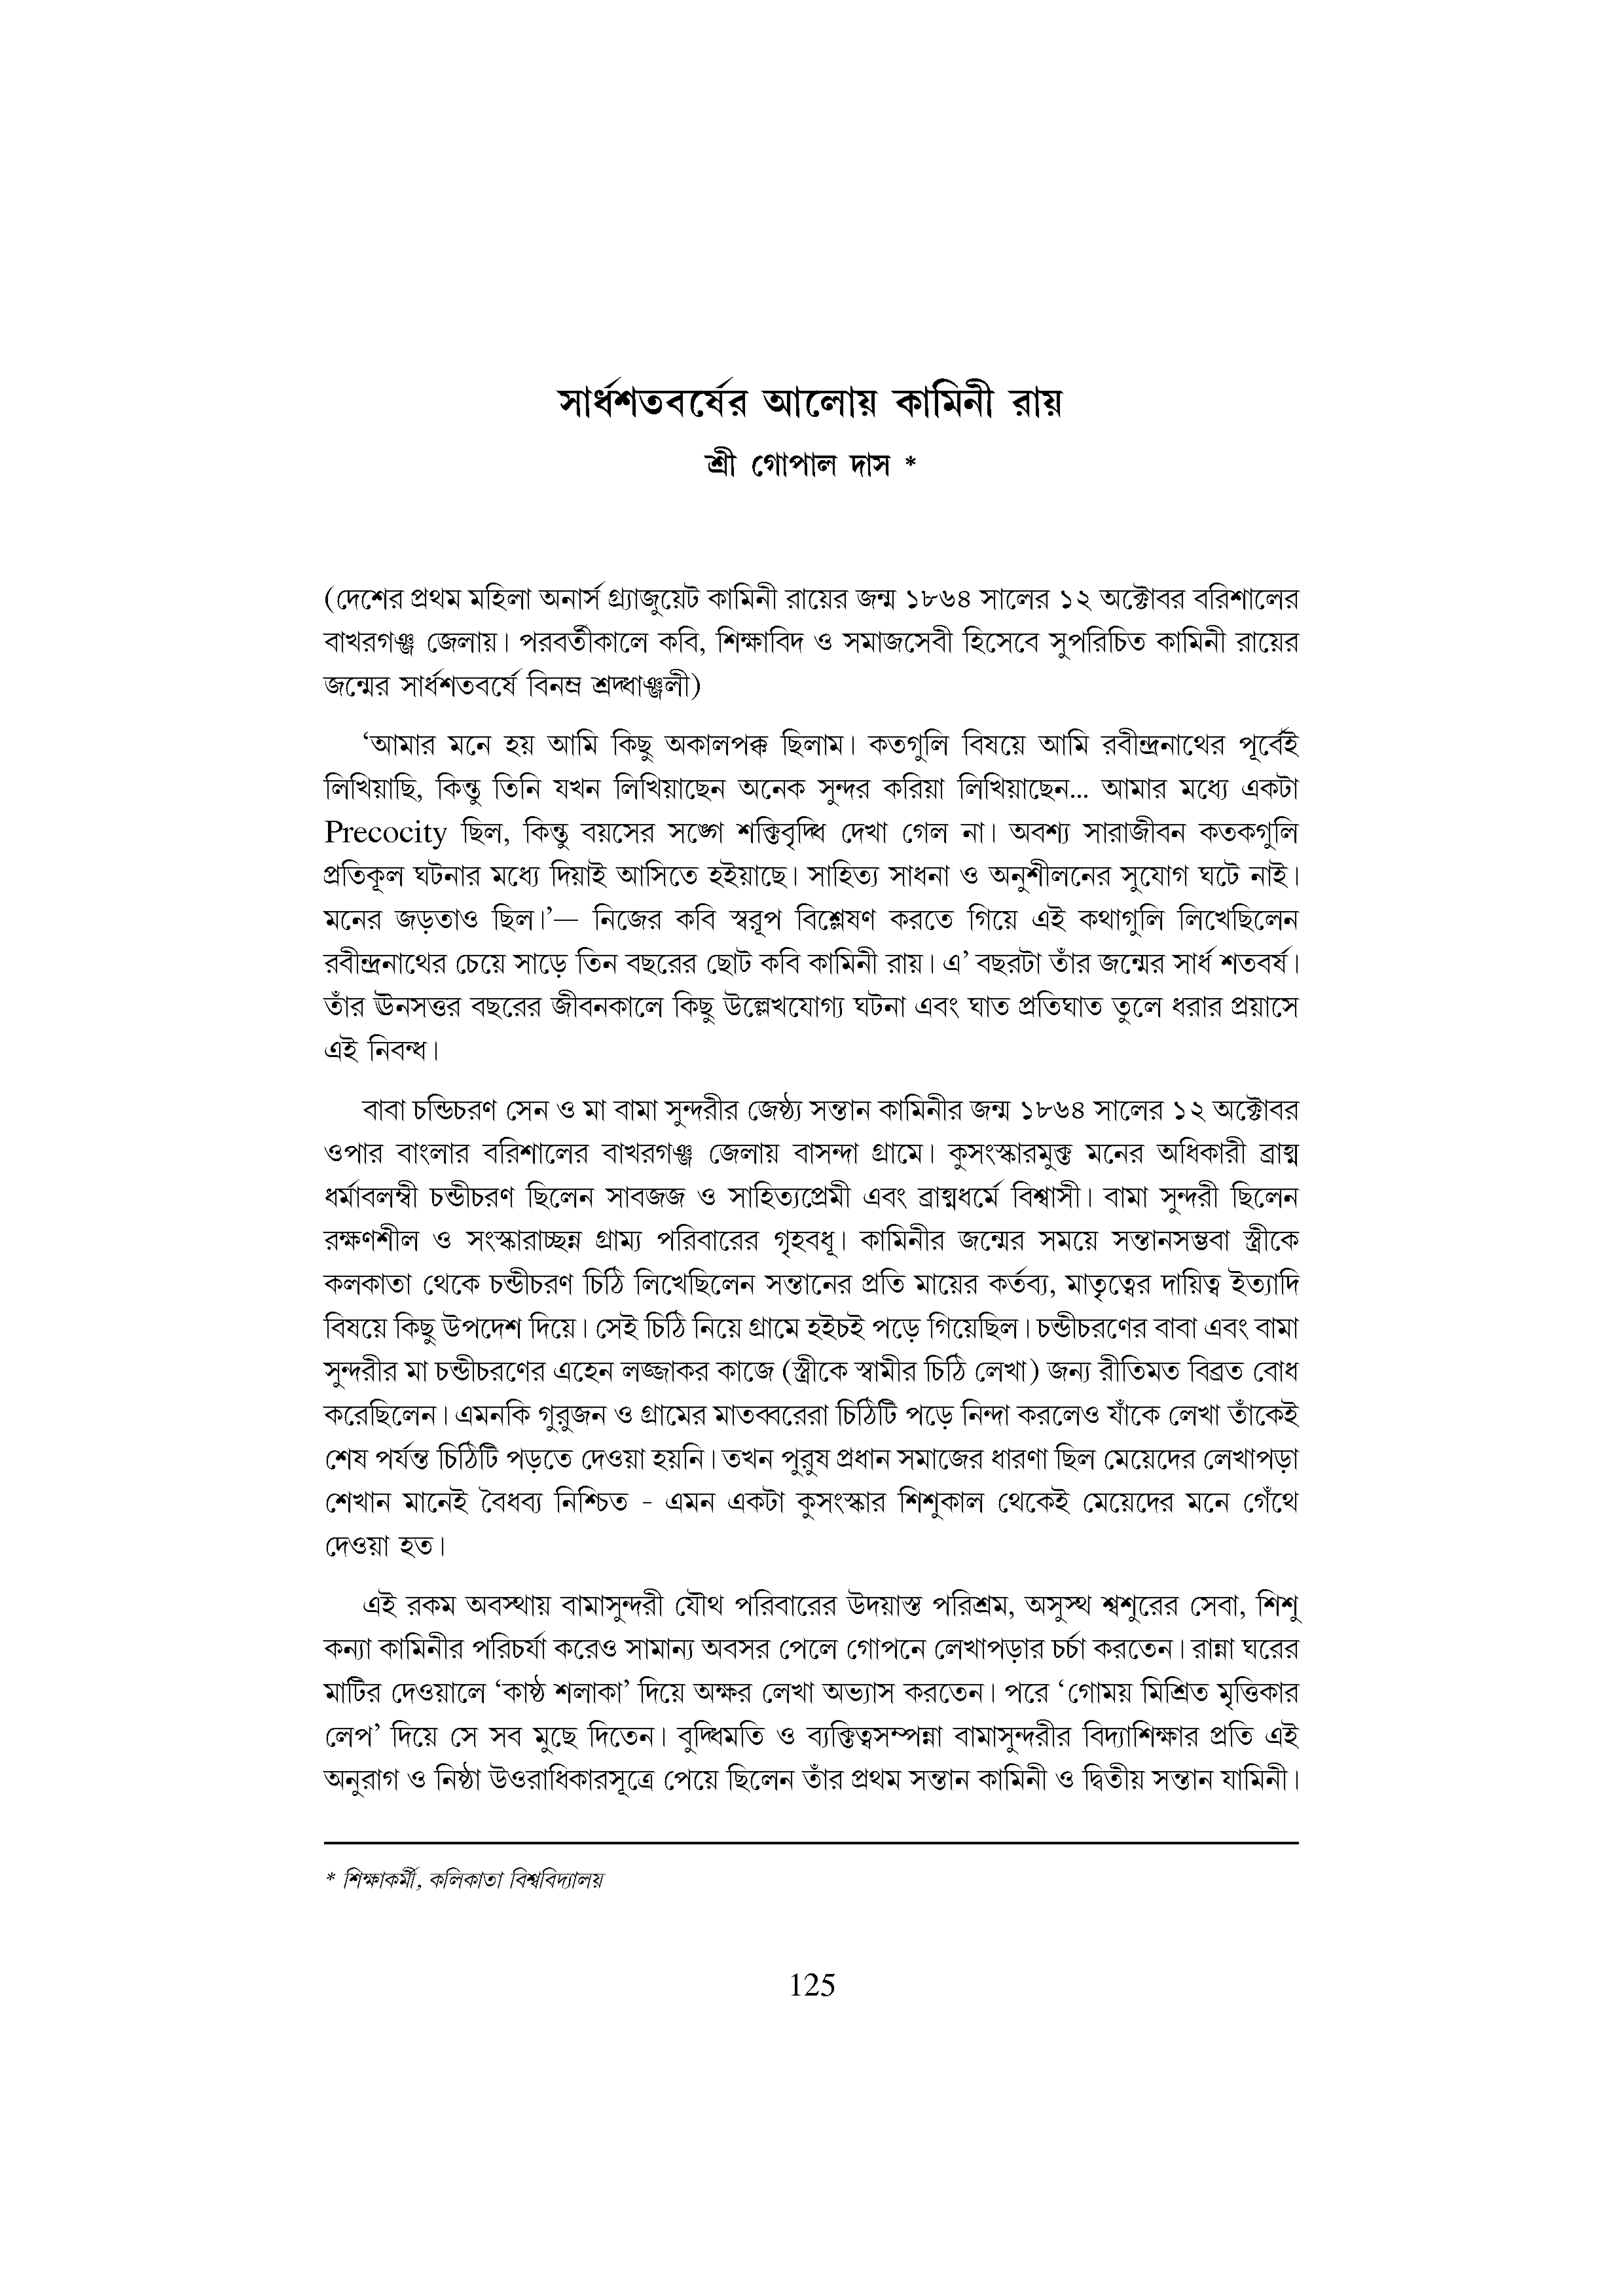 সার্ধশতবর্ষের আলোয় কামিনী রায়
শ্রী গোপাল দাস *
(দেশের প্রথম মহিলা অনার্স গ্র্যাজুয়েট কামিনী রায়ের জন্ম ১৮৬৪ সালের ১২ অক্টোবর বরিশালের
বাখরগঞ্জ জেলায়। পরবর্তীকালে কবি, শিক্ষাবিদ ও সমাজসেবী হিসেবে সুপরিচিত কামিনী রায়ের
জন্মের সার্ধশতবর্ষে বিনম্র শ্রদ্ধাঞ্জলী)
‘আমার মনে হয় আমি কিছু অকালপক্ক ছিলাম। কতগুলি বিষয়ে আমি রবীন্দ্রনাথের পূর্বেই
লিখিয়াছি, কিন্তু তিনি যখন লিখিয়াছেন অনেক সুন্দর করিয়া লিখিয়াছেন... আমার মধ্যে একটা
Precocity ছিল, কিন্তু বয়সের সঙ্গে শক্তিবৃদ্ধি দেখা গেল না। অবশ্য সারাজীবন কতকগুলি
প্রতিকূল ঘটনার মধ্যে দিয়াই আসিতে হইয়াছে। সাহিত্য সাধনা ও অনুশীলনের সুযোগ ঘটে নাই।
মনের জড়তাও ছিল।’— নিজের কবি স্বরূপ বিশ্লেষণ করতে গিয়ে এই কথাগুলি লিখেছিলেন
রবীন্দ্রনাথের চেয়ে সাড়ে তিন বছরের ছোট কবি কামিনী রায়। এ’ বছরটা তাঁর জন্মের সার্ধ শতবর্ষ।
তাঁর ঊনসত্তর বছরের জীবনকালে কিছু উল্লেখযোগ্য ঘটনা এবং ঘাত প্রতিঘাত তুলে ধরার প্রয়াসে
এই নিবন্ধ।
বাবা চন্ডিচরণ সেন ও মা বামা সুন্দরীর জেষ্ঠ্য সন্তান কামিনীর জন্ম ১৮৬৪ সালের ১২ অক্টোবর
ওপার বাংলার বরিশালের বাখরগঞ্জ জেলায় বাসন্দা গ্রামে। কুসংস্কারমুক্ত মনের অধিকারী ব্রাহ্ম
ধর্মাবলম্বী চন্ডীচরণ ছিলেন সাবজজ ও সাহিত্যপ্রেমী এবং ব্রাহ্মধর্মে বিশ্বাসী। বামা সুন্দরী ছিলেন
রক্ষণশীল ও সংস্কারাচ্ছন্ন গ্রাম্য পরিবারের গৃহবধূ। কামিনীর জন্মের সময়ে সন্তানসম্ভবা স্ত্রীকে
কলকাতা থেকে চন্ডীচরণ চিঠি লিখেছিলেন সন্তানের প্রতি মায়ের কর্তব্য, মাতৃত্বের দায়িত্ব ইত্যাদি
বিষয়ে কিছু উপদেশ দিয়ে। সেই চিঠি নিয়ে গ্রামে হইচই পড়ে গিয়েছিল। চন্ডীচরণের বাবা এবং বামা
সুন্দরীর মা চন্ডীচরণের এহেন লজ্জাকর কাজে (স্ত্রীকে স্বামীর চিঠি লেখা) জন্য রীতিমত বিব্রত বোধ
করেছিলেন। এমনকি গুরুজন ও গ্রামের মাতব্বরেরা চিঠিটি পড়ে নিন্দা করলেও যাঁকে লেখা তাঁকেই
শেষ পর্যন্ত চিঠিটি পড়তে দেওয়া হয়নি। তখন পুরুষ প্রধান সমাজের ধারণা ছিল মেয়েদের লেখাপড়া
শেখান মানেই বৈধব্য নিশ্চিত - এমন একটা কুসংস্কার শিশুকাল থেকেই মেয়েদের মনে গেঁথে
দেওয়া হত।
এই রকম অবস্থায় বামাসুন্দরী যৌথ পরিবারের উদয়াস্ত পরিশ্রম, অসুস্থ শ্বশুরের সেবা, শিশু
কন্যা কামিনীর পরিচর্যা করেও সামান্য অবসর পেলে গোপনে লেখাপড়ার চর্চা করতেন। রান্না ঘরের
মাটির দেওয়ালে ‘কাষ্ঠ শলাকা’ দিয়ে অক্ষর লেখা অভ্যাস করতেন। পরে ‘গোময় মিশ্রিত মৃত্তিকার
লেপ’ দিয়ে সে সব মুছে দিতেন। বুদ্ধিমতি ও ব্যক্তিত্বসম্পন্না বামাসুন্দরীর বিদ্যাশিক্ষার প্রতি এই
অনুরাগ ও নিষ্ঠা উওরাধিকারসূত্রে পেয়ে ছিলেন তাঁর প্রথম সন্তান কামিনী ও দ্বিতীয় সন্তান যামিনী।
* শিক্ষাকর্মী, কলিকাতা বিশ্ববিদ্যালয়
125